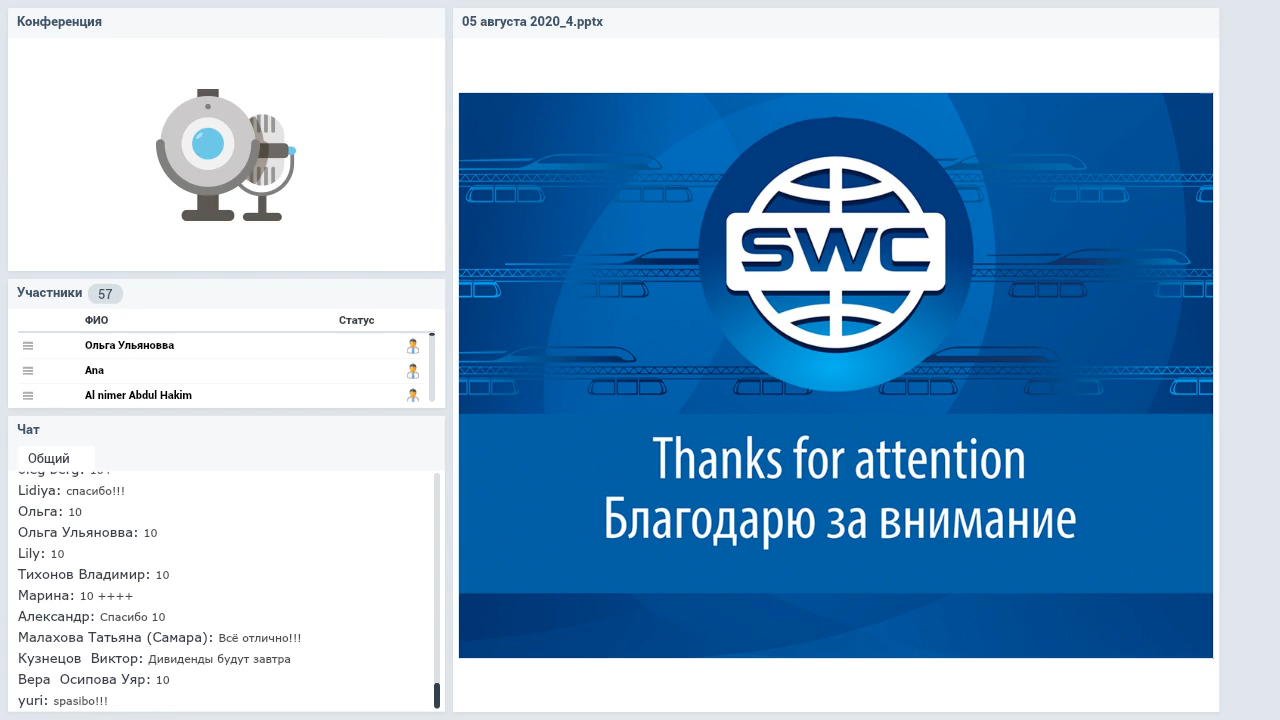 Конференция
Участники 57
ФИО Статус
Ольга Ульяновва
Ana
Al nimer Abdul Hakim
Чат
Общий
Lidiya: спасибо!!!
Ольга: 10
Ольга Ульяновва: 10
Lily: 10
Тихонов Владимир: 10
Марина: 10 ++++
Александр: Спасибо 10
Малахова Татьяна (Самара): Всё отлично!!!
Кузнецов Виктор: Дивиденды будут завтра
Вера Осипова Уяр: 10
yuri: spasibo!!!
05 августа 2020_4.pptx
SWC
Thanks for attention
Благодарю за внимание